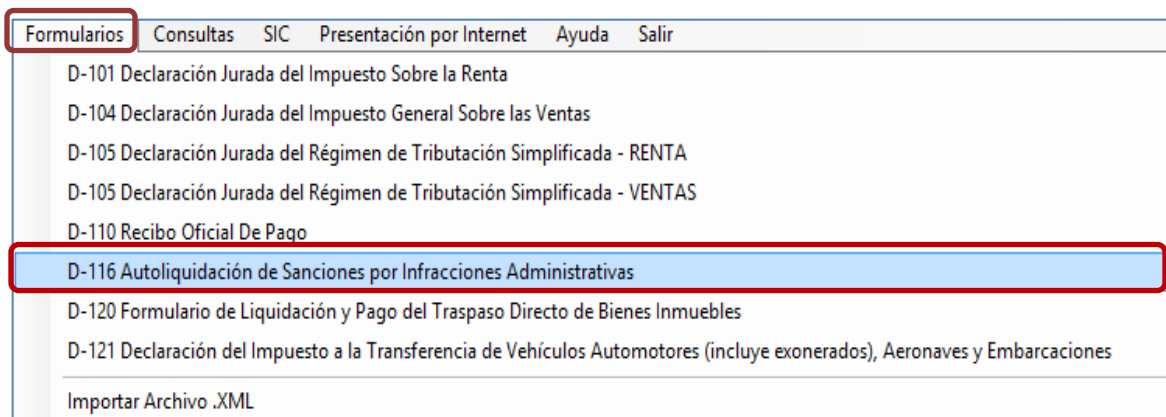 Formularios Consultas SIC Presentación por Internet Ayuda Salir
D-101 Declaración Jurada del Impuesto Sobre la Renta
D-104 Declaración Jurada del Impuesto General Sobre las Ventas
D-105 Declaración Jurada del Régimen de Tributación Simplificada - RENTA
D-105 Declaración Jurada del Régimen de Tributación Simplificada - VENTAS
D-110 Recibo Oficial De Pago
D-116 Autoliquidación de Sanciones por Infracciones Administrativas
D-120 Formulario de Liquidación y Pago del Traspaso Directo de Bienes Inmuebles
D-121 Declaración del Impuesto a la Transferencia de Vehículos Automotores (incluye exonerados), Aeronaves y Embarcaciones
Importar Archivo .XML